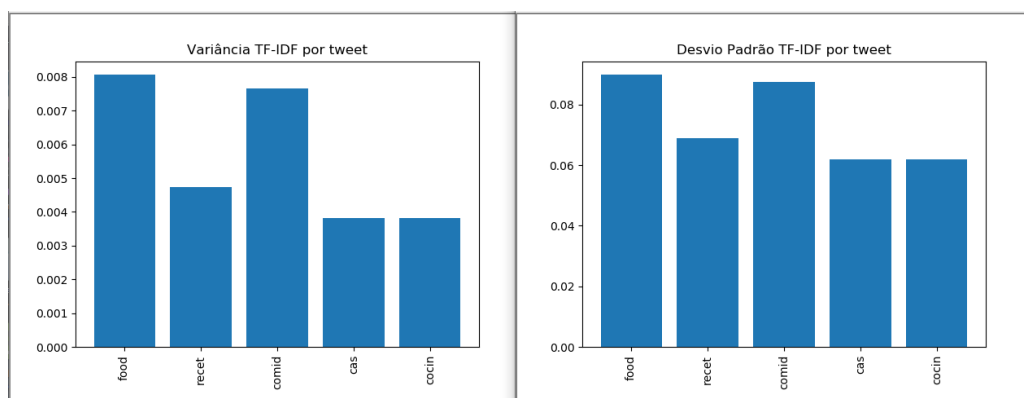 Variância TF-IDF por tweet
0.008
0.007
0.006
0.005
0.004
0.003
0.002
0.001
0.000
food
recet
comid
cas
cocin
Desvio Padrão TF-IDF por tweet
0.08
0.06
0.04
0.02
0.00
food
recet
comid
cas
cocin